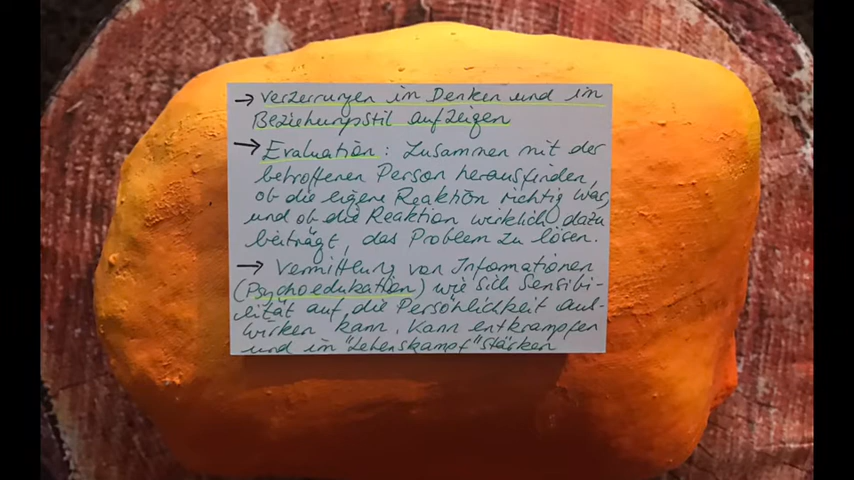 → Verzerrungen im Denken und im
Beziehungsstil aufzeigen
→ Evaluation: Zusammen mit der
betroffenen Person herausfinden,
ob die eigene Reaktion richtig war,
und ob die Reaktion wirklich dazu
beiträgt, das Problem zu lösen.
→ Vermittlung von Informationen
(Psychoedukation) wie sich Sensibi-
lität auf die Persönlichkeit aus-
wirken kann. Kann entkrampfen
und im "Lebenskampf" stärken